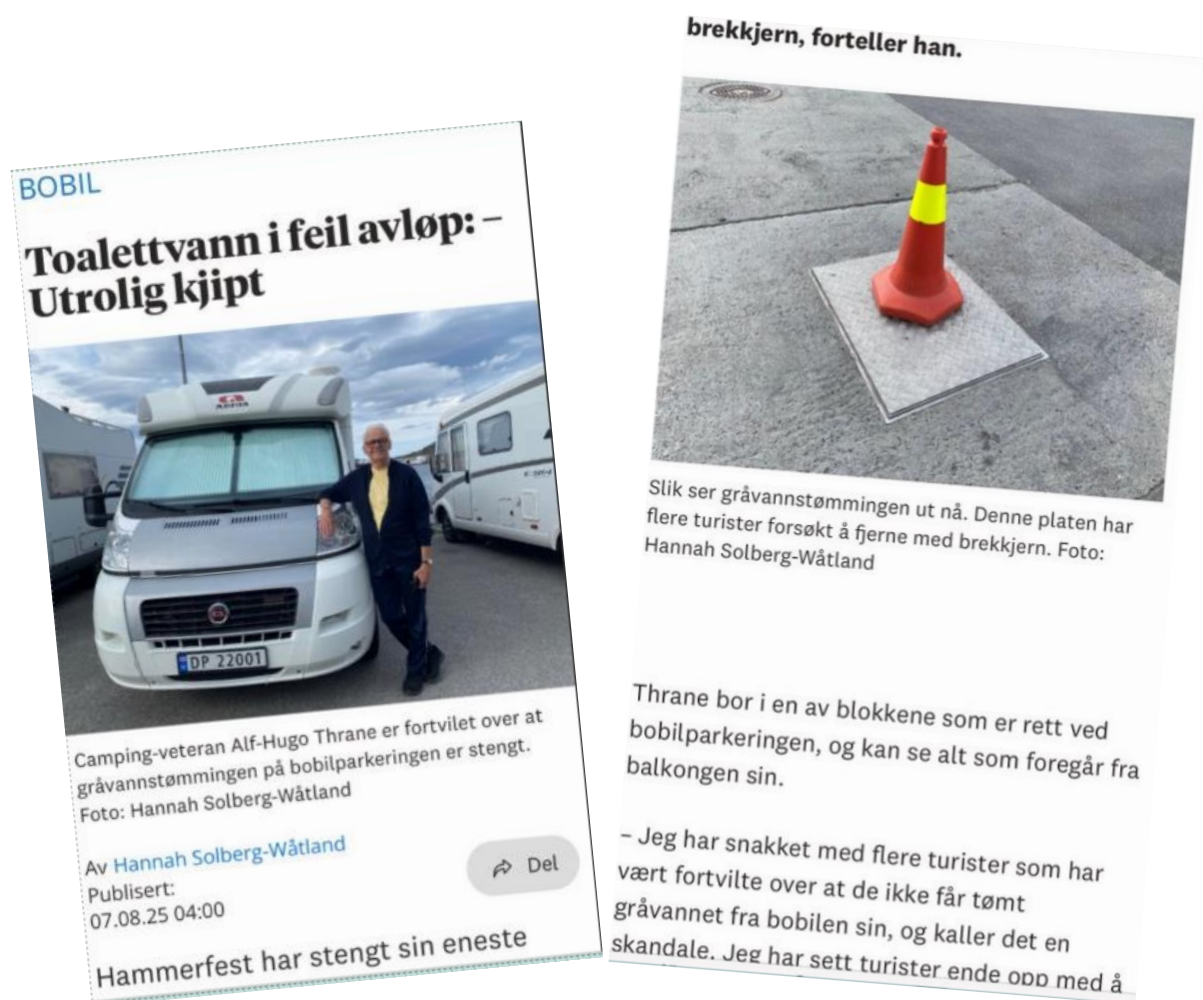 BOBIL
Toalettvann i feil avløp: –
Utrolig kjipt
ADRIA
DP 22001
Camping-veteran Alf-Hugo Thrane er fortvilet over at
gråvannstømmingen på bobilparkeringen er stengt.
Foto: Hannah Solberg-Wåtland
Av Hannah Solberg-Wåtland
Publisert:
07.08.25 04:00
Del
Hammerfest har stengt sin eneste
brekkjern, forteller han.
Slik ser gråvannstømmingen ut nå. Denne platen har
flere turister forsøkt å fjerne med brekkjern. Foto:
Hannah Solberg-Wåtland
Thrane bor i en av blokkene som er rett ved
bobilparkeringen, og kan se alt som foregår fra
balkongen sin.
– Jeg har snakket med flere turister som har
vært fortvilte over at de ikke får tømt
gråvannet fra bobilen sin, og kaller det en
skandale. Jeg har sett turister ende opp med å